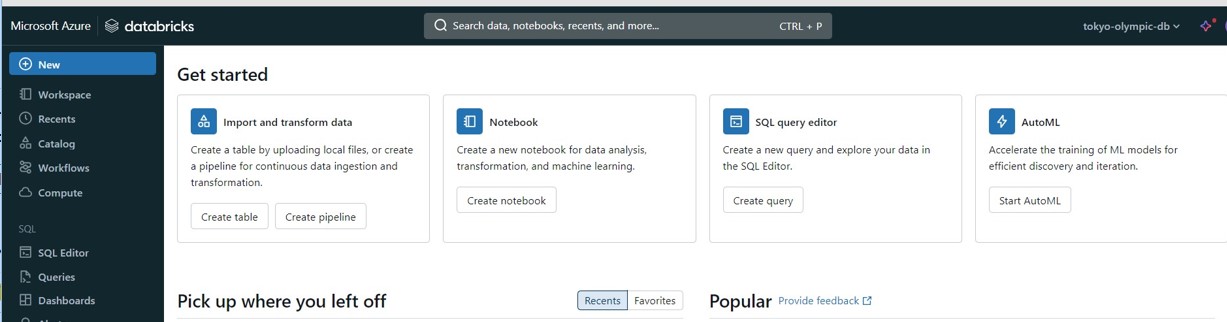 Microsoft Azure databricks Search data, notebooks, recents, and more... CTRL + P tokyo-olympic-db
New
Workspace
Recents
Catalog
Workflows
Compute
SQL
SQL Editor
Queries
Dashboards
Get started
Import and transform data
Create a table by uploading local files, or create
a pipeline for continuous data ingestion and
transformation.
Create table Create pipeline
Notebook
Create a new notebook for data analysis,
transformation, and machine learning.
Create notebook
SQL query editor
Create a new query and explore your data in
the SQL Editor.
Create query
AutoML
Accelerate the training of ML models for
efficient discovery and iteration.
Start AutoML
Pick up where you left off Recents Favorites
Popular Provide feedback